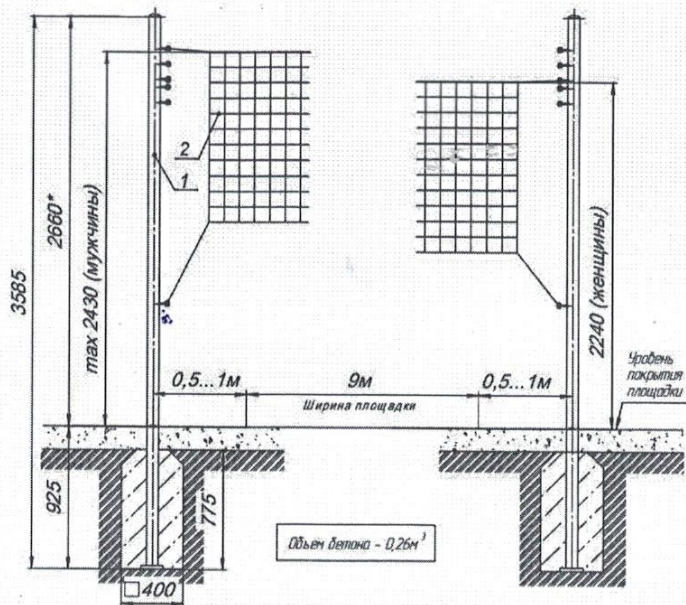 3585
2660*
max 2430 (мужчины)
2
1
2240 (женщины)
Уровень
покрытия
площадки
0,5...1м
9м
0,5...1м
Ширина площадки
925
775
Объем бетона - 0,26м³
□400